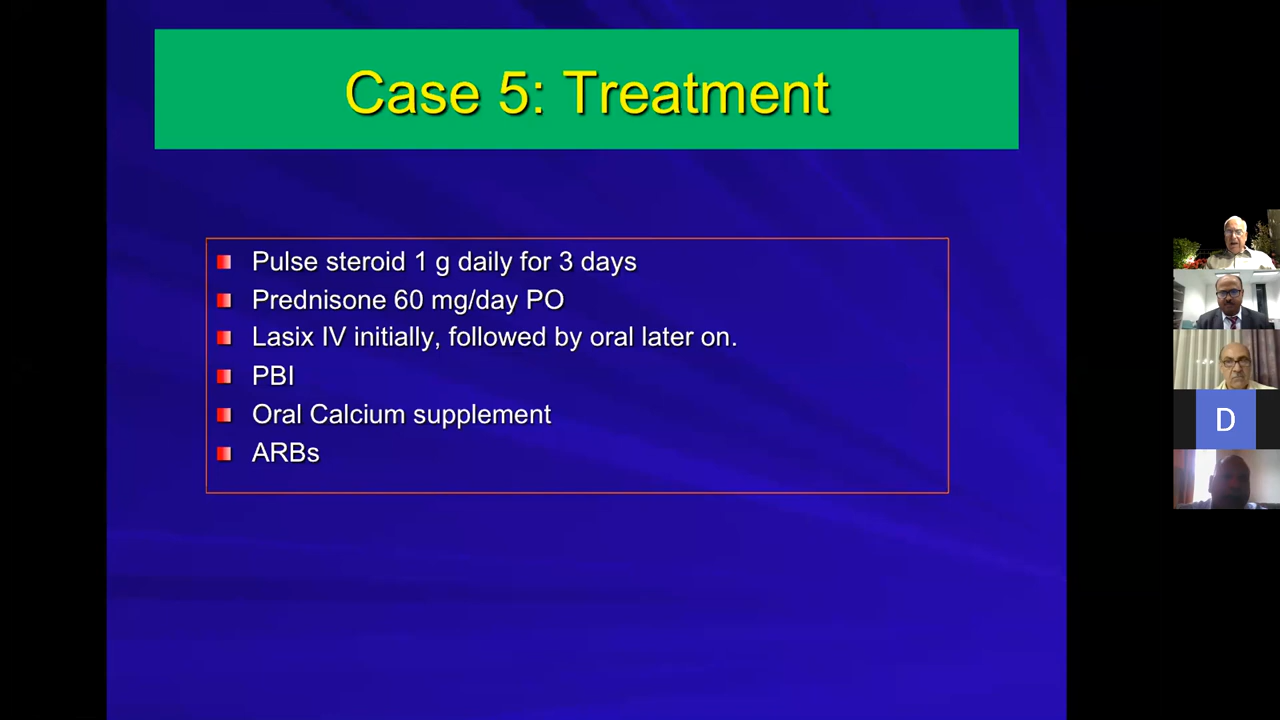 Case 5: Treatment
Pulse steroid 1 g daily for 3 days
Prednisone 60 mg/day PO
Lasix IV initially, followed by oral later on.
PBI
Oral Calcium supplement
ARBs
D